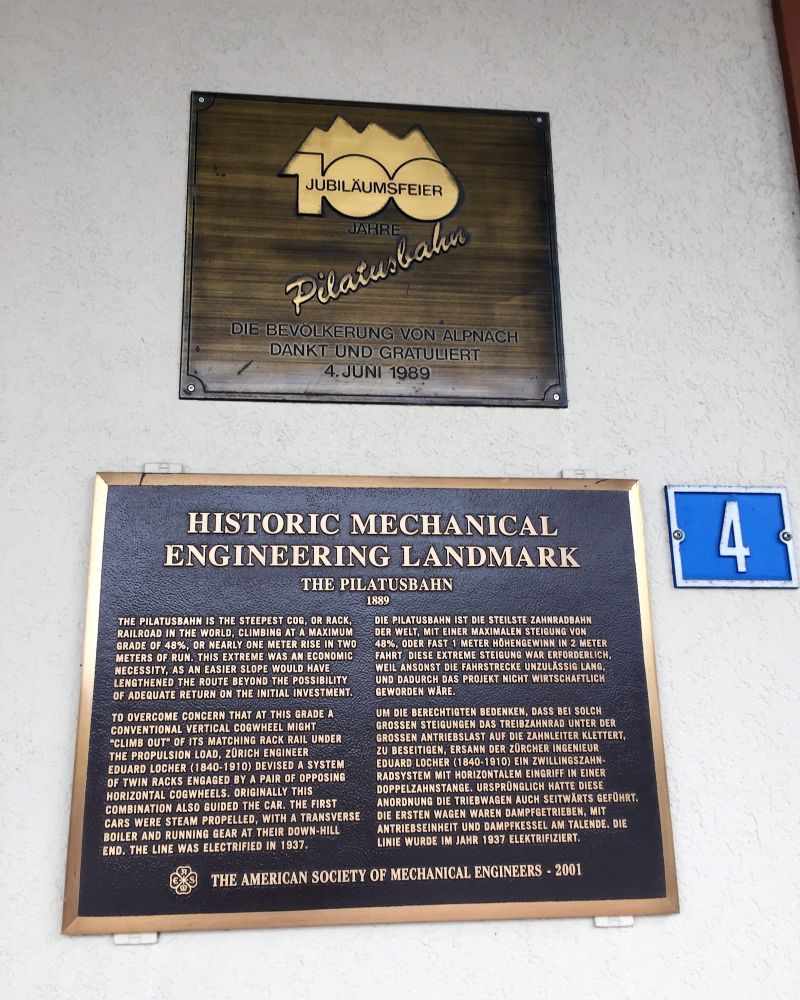 100
JUBILÄUMSFEIER
JAHRE
Pilatusbahn
DIE BEVÖLKERUNG VON ALPNACH
DANKT UND GRATULIERT
4. JUNI 1989
HISTORIC MECHANICAL
ENGINEERING LANDMARK
THE PILATUSBAHN
1889
THE PILATUSBAHN IS THE STEEPEST COG, OR RACK,
RAILROAD IN THE WORLD, CLIMBING AT A MAXIMUM
GRADE OF 48%, OR NEARLY ONE METER RISE IN TWO
METERS OF RUN. THIS EXTREME WAS AN ECONOMIC
NECESSITY, AS AN EASIER SLOPE WOULD HAVE
LENGTHENED THE ROUTE BEYOND THE POSSIBILITY
OF ADEQUATE RETURN ON THE INITIAL INVESTMENT.
TO OVERCOME CONCERN THAT AT THIS GRADE A
CONVENTIONAL VERTICAL COGWHEEL MIGHT
"CLIMB OUT" OF ITS MATCHING RACK RAIL UNDER
THE PROPULSION LOAD, ZÜRICH ENGINEER
EDUARD LOCHER (1840-1910) DEVISED A SYSTEM
OF TWIN RACKS ENGAGED BY A PAIR OF OPPOSING
HORIZONTAL COGWHEELS. ORIGINALLY THIS
COMBINATION ALSO GUIDED THE CAR. THE FIRST
CARS WERE STEAM PROPELLED, WITH A TRANSVERSE
BOILER AND RUNNING GEAR AT THEIR DOWN-HILL
END. THE LINE WAS ELECTRIFIED IN 1937.
DIE PILATUSBAHN IST DIE STEILSTE ZAHNRADBAHN
DER WELT, MIT EINER MAXIMALEN STEIGUNG VON
48%, ODER FAST 1 METER HÖHENGEWINN IN 2 METER
FAHRT. DIESE EXTREME STEIGUNG WAR ERFORDERLICH,
WEIL ANSONST DIE FAHRSTRECKE UNZULÄSSIG LANG,
UND DADURCH DAS PROJEKT NICHT WIRTSCHAFTLICH
GEWORDEN WÄRE.
UM DIE BERECHTIGTEN BEDENKEN, DASS BEI SOLCH
GROSSEN STEIGUNGEN DAS TREIBZAHNRAD UNTER DER
GROSSEN ANTRIEBSLAST AUF DIE ZAHNLEITER KLETTERT,
ZU BESEITIGEN, ERSANN DER ZÜRCHER INGENIEUR
EDUARD LOCHER (1840-1910) EIN ZWILLINGSZAHN-
RADSYSTEM MIT HORIZONTALEM EINGRIFF IN EINER
DOPPELZAHNSTANGE. URSPRÜNGLICH HATTE DIESE
ANORDNUNG DIE TRIEBWAGEN AUCH SEITWÄRTS GEFÜHRT.
DIE ERSTEN WAGEN WAREN DAMPFGETRIEBEN, MIT
ANTRIEBSEINHEIT UND DAMPFKESSEL AM TALENDE. DIE
LINIE WURDE IM JAHR 1937 ELEKTRIFIZIERT.
THE AMERICAN SOCIETY OF MECHANICAL ENGINEERS - 2001
4